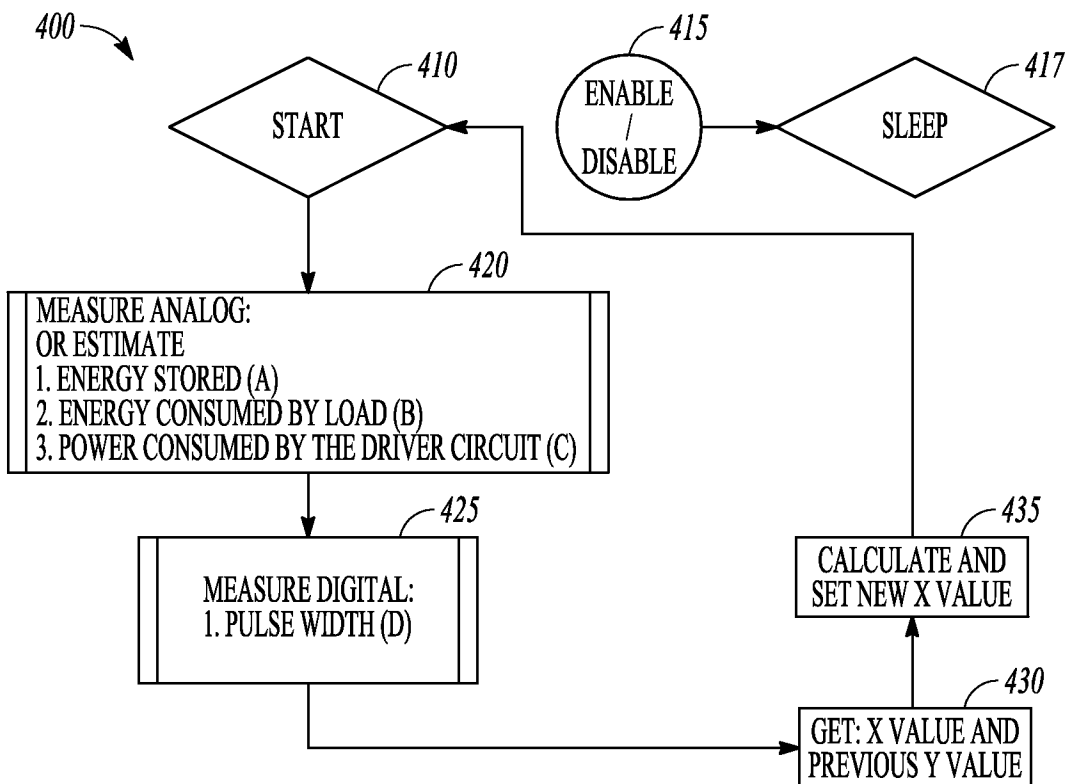 400
410
START
415
ENABLE
/
DISABLE
417
SLEEP
420
MEASURE ANALOG:
OR ESTIMATE
1. ENERGY STORED (A)
2. ENERGY CONSUMED BY LOAD (B)
3. POWER CONSUMED BY THE DRIVER CIRCUIT (C)
425
MEASURE DIGITAL:
1. PULSE WIDTH (D)
435
CALCULATE AND
SET NEW X VALUE
430
GET: X VALUE AND
PREVIOUS Y VALUE